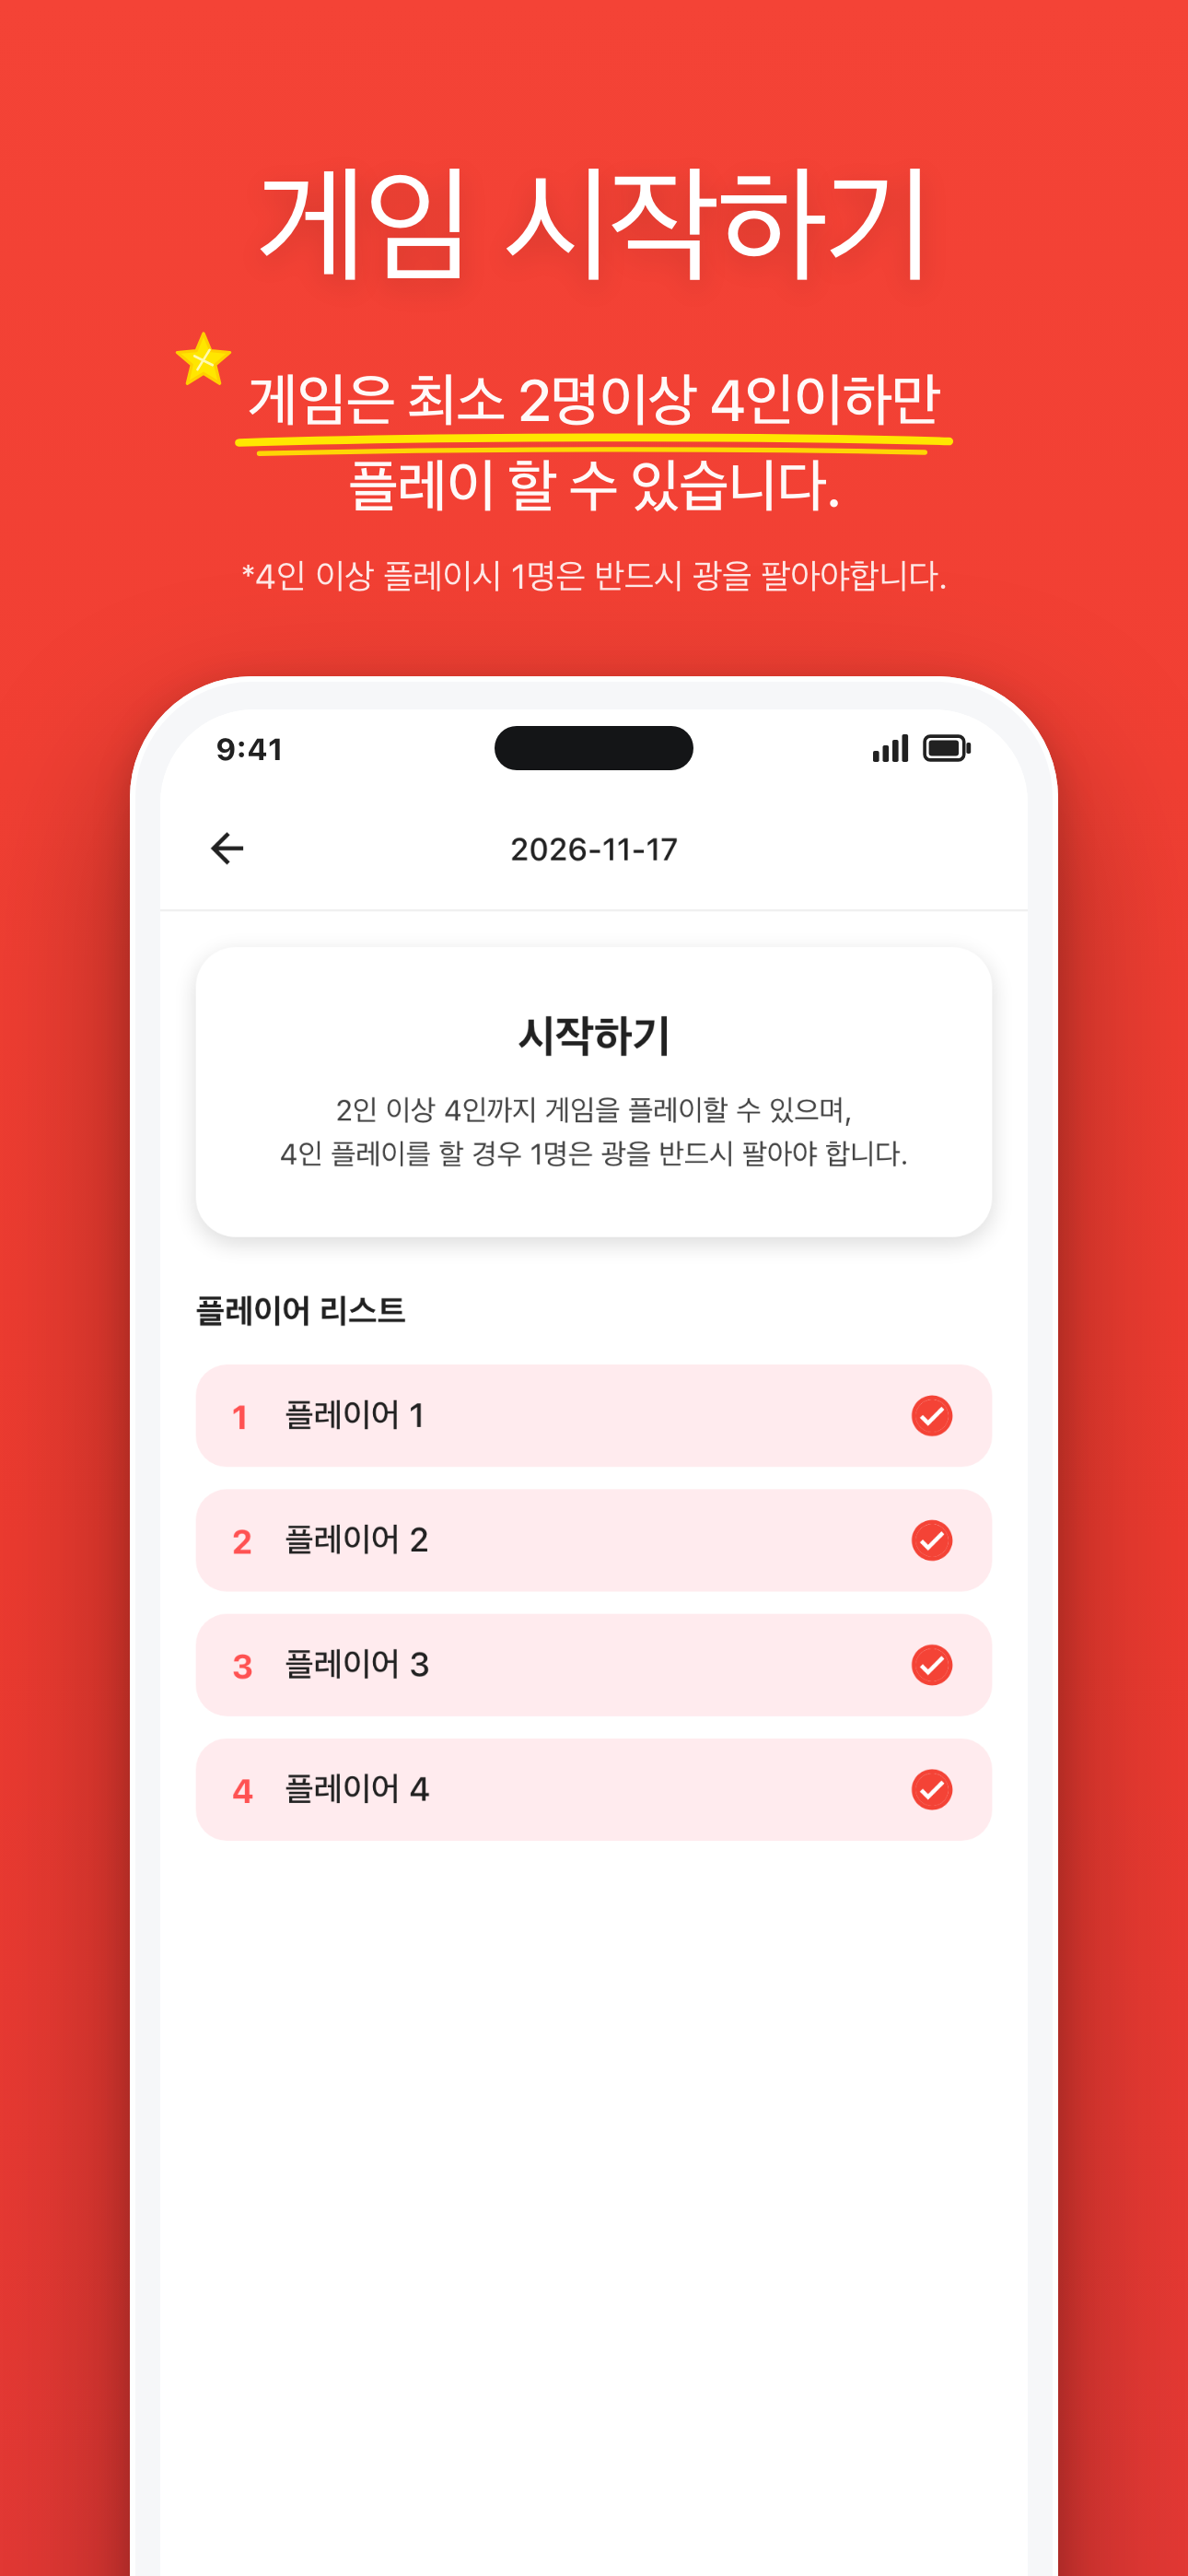 게임 시작하기
게임은 최소 2명이상 4인이하만
플레이 할 수 있습니다.
*4인 이상 플레이시 1명은 반드시 광을 팔아야합니다.
9:41
2026-11-17
시작하기
2인 이상 4인까지 게임을 플레이할 수 있으며,
4인 플레이를 할 경우 1명은 광을 반드시 팔아야 합니다.
플레이어 리스트
1 플레이어 1
2 플레이어 2
3 플레이어 3
4 플레이어 4